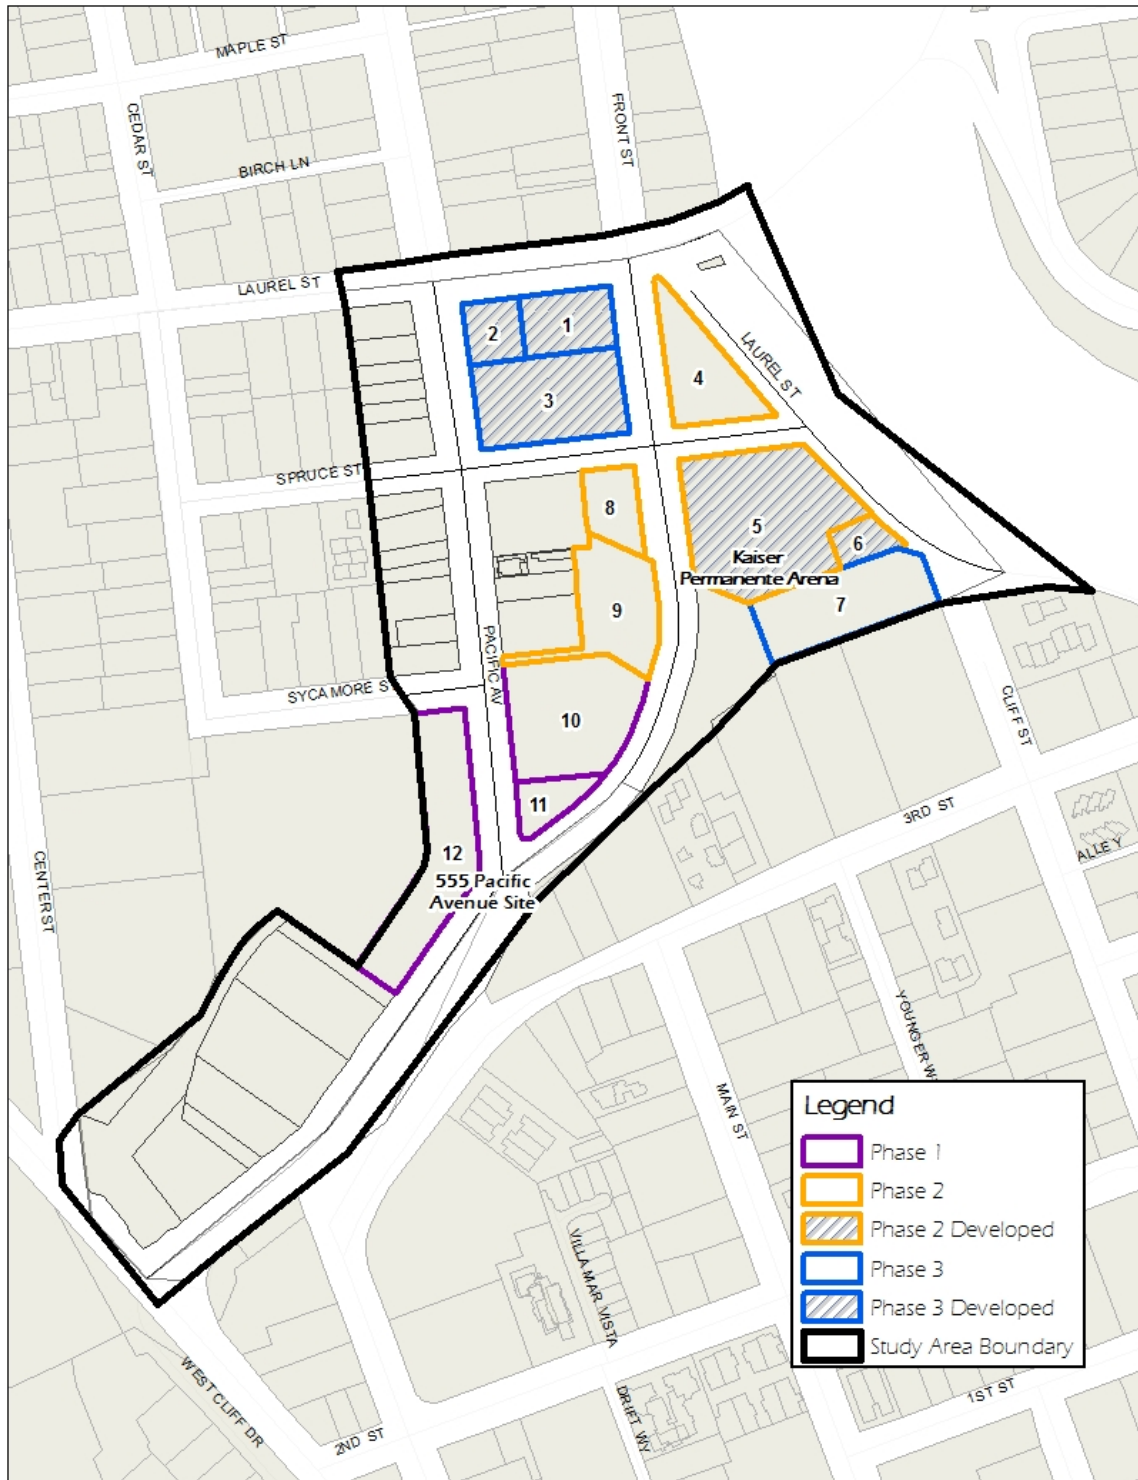 MAPLE ST
CEDAR ST
FRONT ST
BIRCH LN
LAUREL ST
1
2
3
4
LAUREL ST
SPRUCE ST
8
5
6
Kaiser
Permanente Arena
7
9
PACIFIC AV
SYCAMORE S
10
CLIFF ST
11
3RD ST
12
555 Pacific
Avenue Site
ALLEY
CENTER ST
YOUNGER W
MAIN ST
VILLA MAR VISTA
WEST CLIFF DR
DRIFT WY
2ND ST
1ST ST
Legend
Phase 1
Phase 2
Phase 2 Developed
Phase 3
Phase 3 Developed
Study Area Boundary